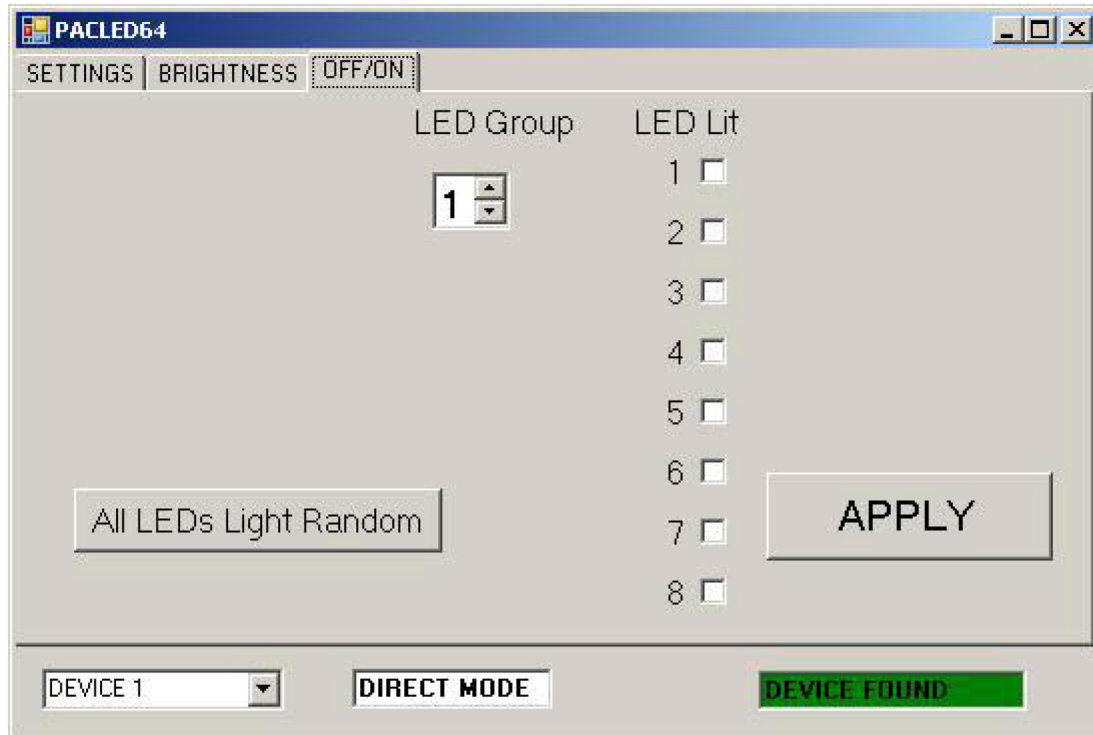 PACLED64
SETTINGS BRIGHTNESS OFF/ON
LED Group LED Lit
1
1
2
3
4
5
6
All LEDs Light Random
APPLY
7
8
DEVICE 1 DIRECT MODE DEVICE FOUND